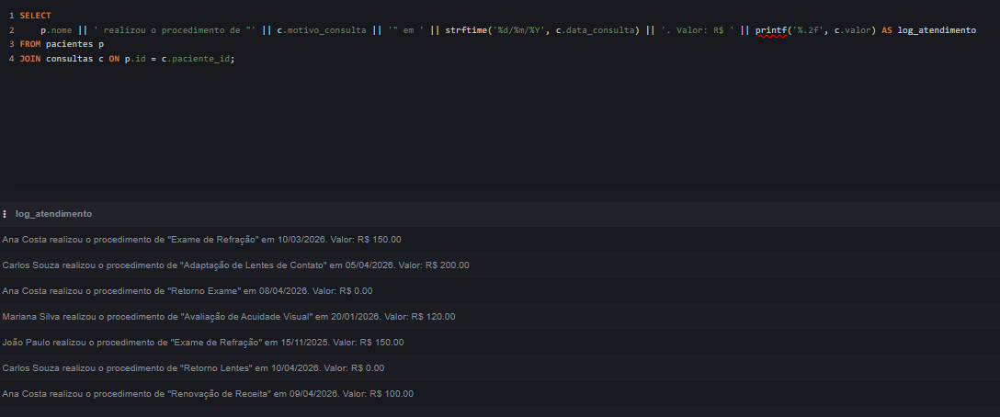 1 SELECT
2 p.nome || ' realizou o procedimento de "' || c.motivo_consulta || '" em ' || strftime('%d/%m/%Y', c.data_consulta) || '. Valor: R$ ' || printf('%.2f', c.valor) AS log_atendimento
3 FROM pacientes p
4 JOIN consultas c ON p.id = c.paciente_id;
log_atendimento
Ana Costa realizou o procedimento de "Exame de Refração" em 10/03/2026. Valor: R$ 150.00
Carlos Souza realizou o procedimento de "Adaptação de Lentes de Contato" em 05/04/2026. Valor: R$ 200.00
Ana Costa realizou o procedimento de "Retorno Exame" em 08/04/2026. Valor: R$ 0.00
Mariana Silva realizou o procedimento de "Avaliação de Acuidade Visual" em 20/01/2026. Valor: R$ 120.00
João Paulo realizou o procedimento de "Exame de Refração" em 15/11/2025. Valor: R$ 150.00
Carlos Souza realizou o procedimento de "Retorno Lentes" em 10/04/2026. Valor: R$ 0.00
Ana Costa realizou o procedimento de "Renovação de Receita" em 09/04/2026. Valor: R$ 100.00